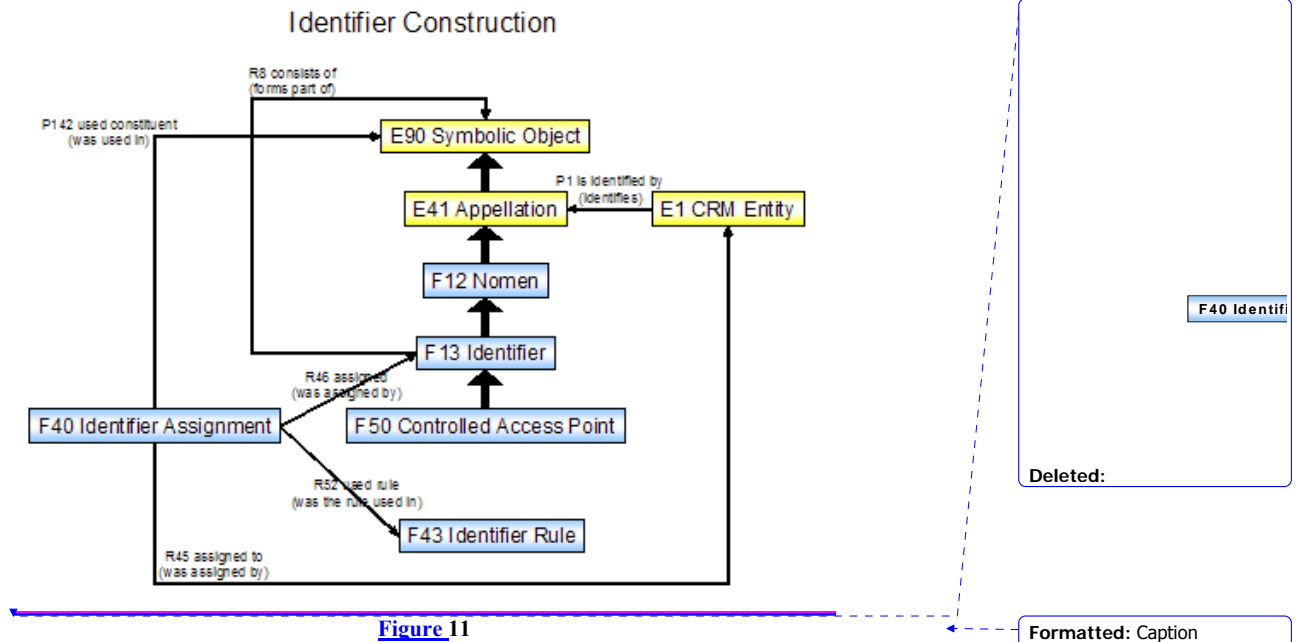 Identifier Construction
R8 consists of
(forms part of)
P142 used constituent
(was used in)
E90 Symbolic Object
P1 is identified by
(identifies)
E41 Appellation
E1 CRM Entity
F12 Nomen
F40 Identifi
F13 Identifier
R46 assigned
(was assigned by)
F40 Identifier Assignment
F50 Controlled Access Point
Deleted:
R52 used rule
(was the rule used in)
F43 Identifier Rule
R45 assigned to
(was assigned by)
Figure 11
Formatted: Caption